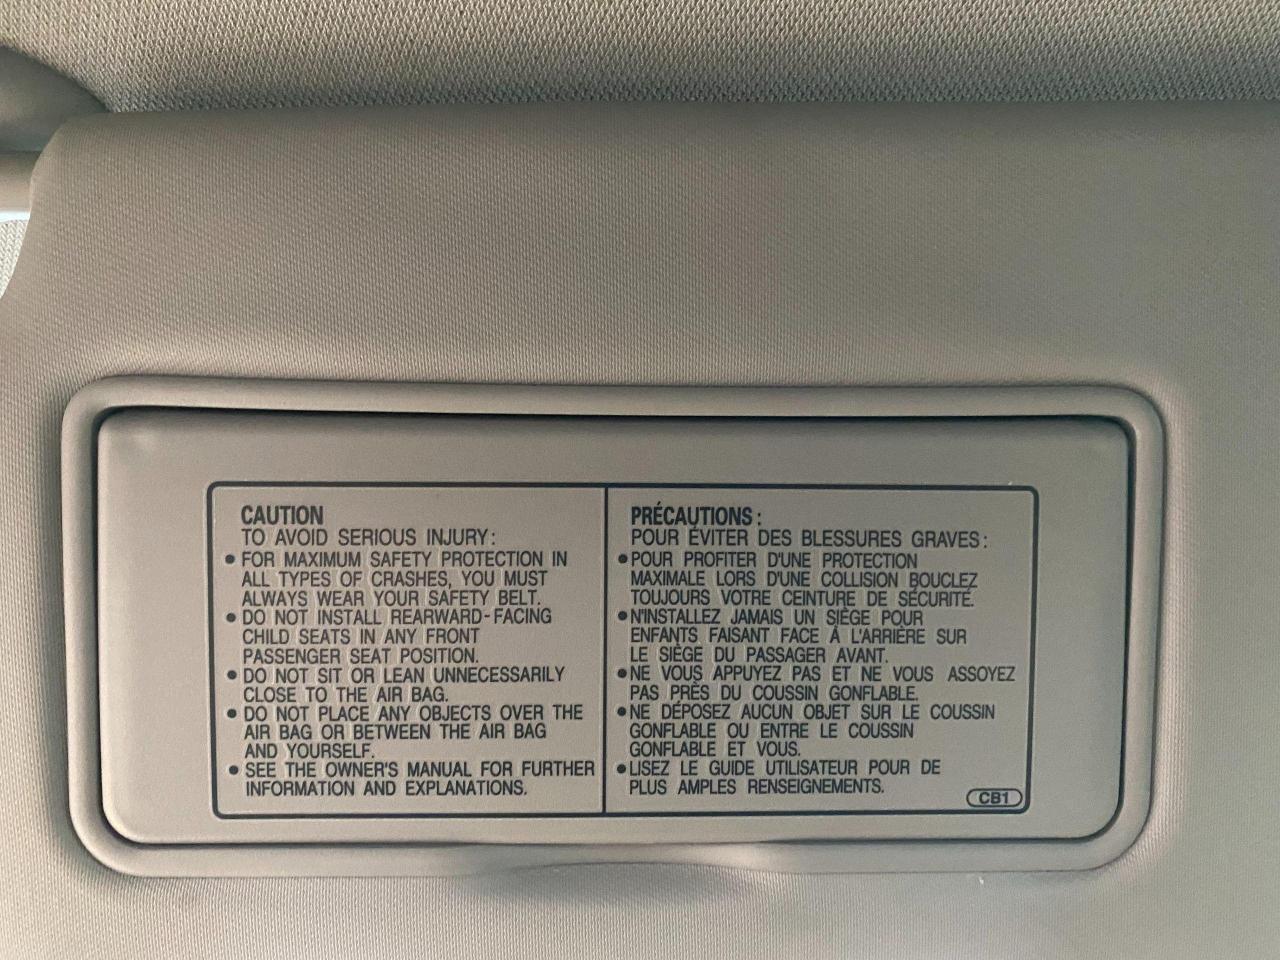 CAUTION
TO AVOID SERIOUS INJURY:
• FOR MAXIMUM SAFETY PROTECTION IN
ALL TYPES OF CRASHES, YOU MUST
ALWAYS WEAR YOUR SAFETY BELT.
• DO NOT INSTALL REARWARD-FACING
CHILD SEATS IN ANY FRONT
PASSENGER SEAT POSITION.
• DO NOT SIT OR LEAN UNNECESSARILY
CLOSE TO THE AIR BAG.
• DO NOT PLACE ANY OBJECTS OVER THE
AIR BAG OR BETWEEN THE AIR BAG
AND YOURSELF.
• SEE THE OWNER'S MANUAL FOR FURTHER
INFORMATION AND EXPLANATIONS.
PRÉCAUTIONS:
POUR ÉVITER DES BLESSURES GRAVES:
• POUR PROFITER D'UNE PROTECTION
MAXIMALE LORS D'UNE COLLISION BOUCLEZ
TOUJOURS VOTRE CEINTURE DE SÉCURITÉ.
• N'INSTALLEZ JAMAIS UN SIÈGE POUR
ENFANTS FAISANT FACE À L'ARRIÈRE SUR
LE SIÈGE DU PASSAGER AVANT.
• NE VOUS APPUYEZ PAS ET NE VOUS ASSOYEZ
PAS PRÈS DU COUSSIN GONFLABLE.
• NE DÉPOSEZ AUCUN OBJET SUR LE COUSSIN
GONFLABLE OU ENTRE LE COUSSIN
GONFLABLE ET VOUS.
• LISEZ LE GUIDE UTILISATEUR POUR DE
PLUS AMPLES RENSEIGNEMENTS.
CB1